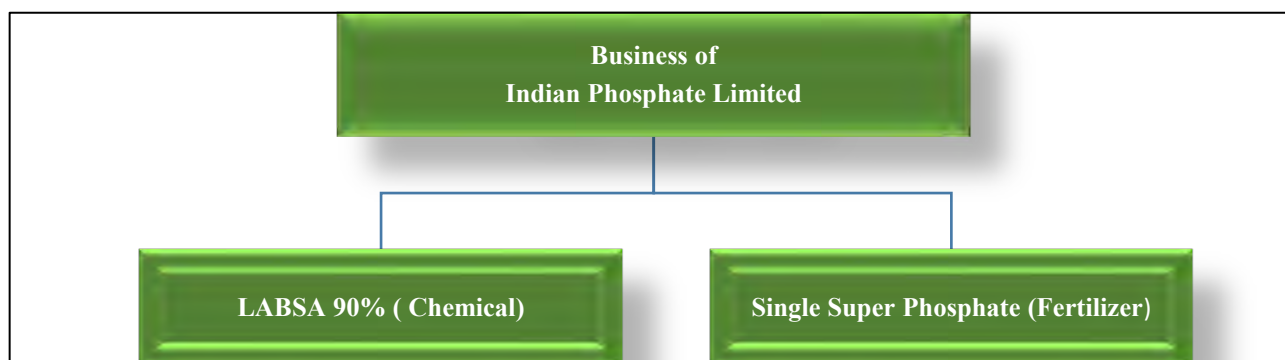 Business of
Indian Phosphate Limited
LABSA 90% ( Chemical)
Single Super Phosphate (Fertilizer)